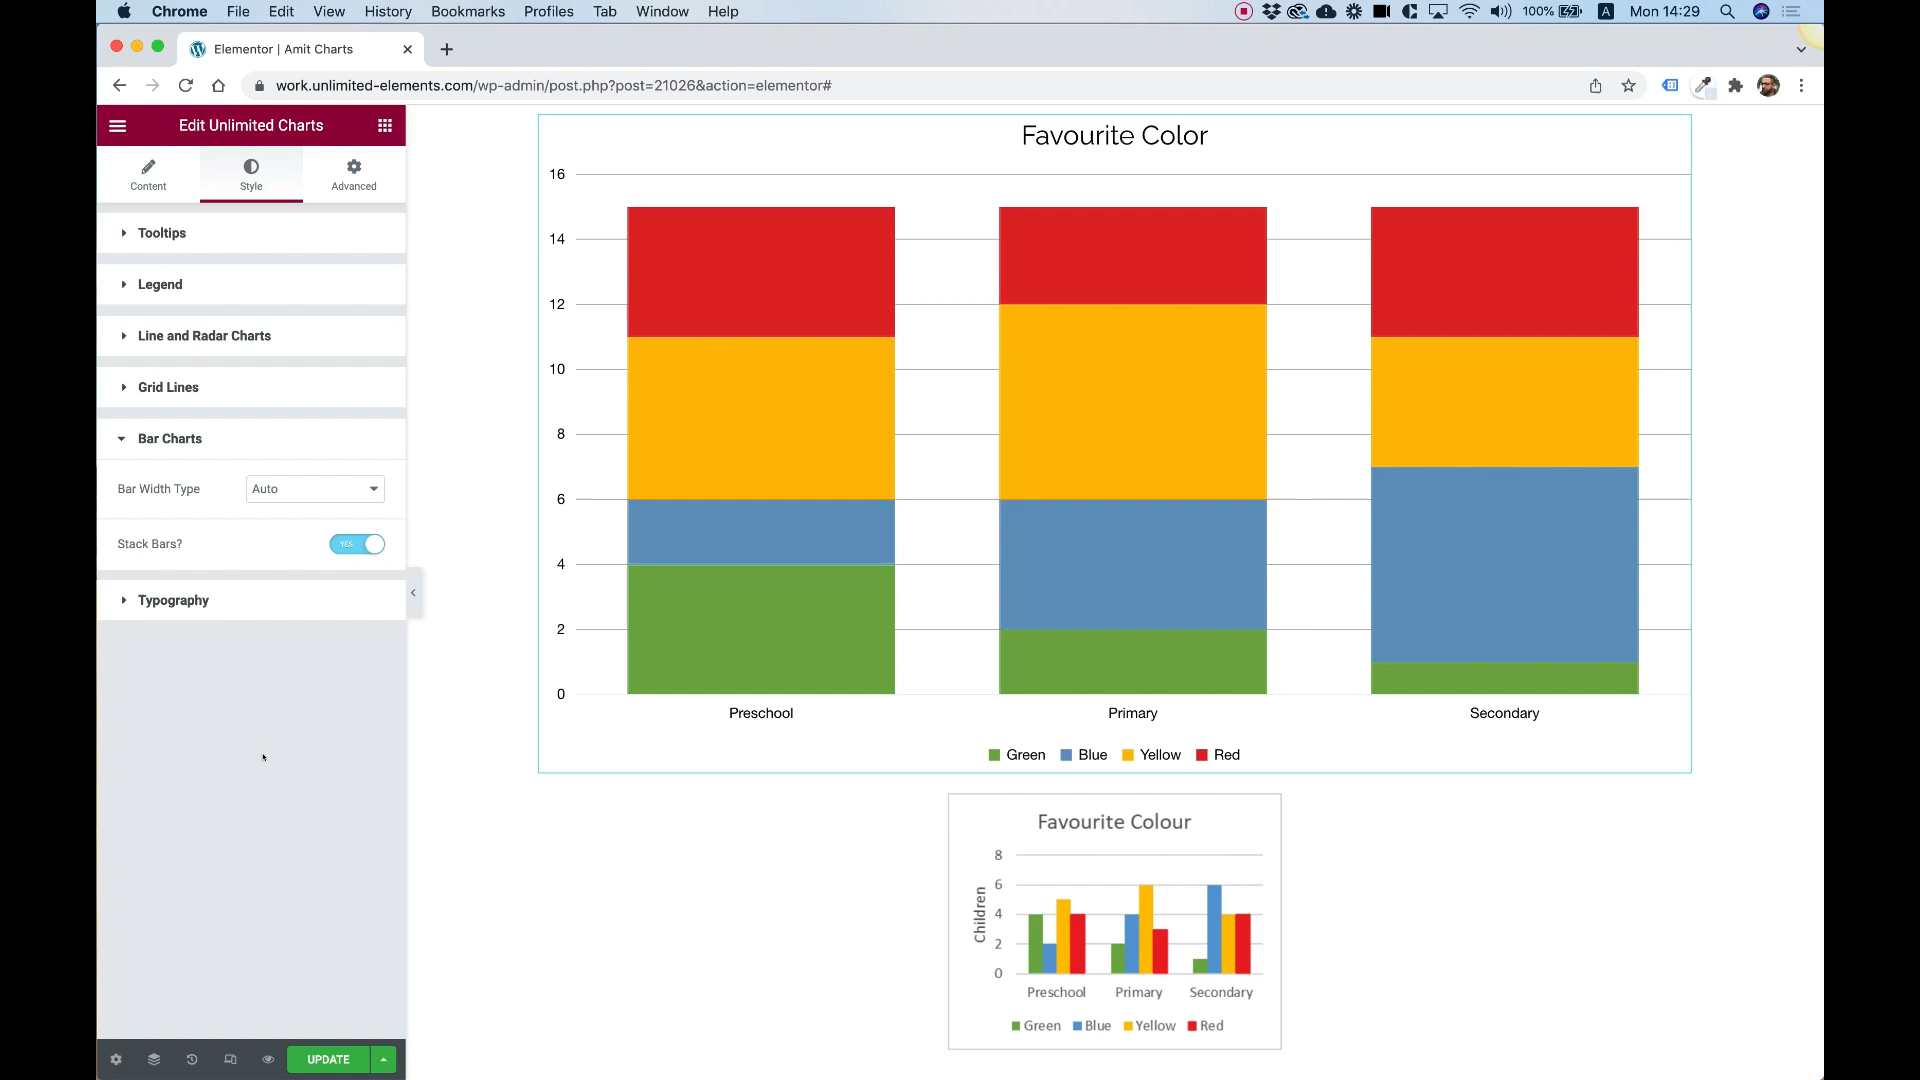 Chrome File Edit View History Bookmarks Profiles Tab Window Help
100% A Mon 14:29
Elementor | Amit Charts
work.unlimited-elements.com/wp-admin/post.php?post=21026&action=elementor#
Edit Unlimited Charts
Content Style Advanced
Tooltips
Legend
Line and Radar Charts
Grid Lines
Bar Charts
Bar Width Type Auto
Stack Bars? YES
Typography
UPDATE
Favourite Color
16
14
12
10
8
6
4
2
0
Preschool Primary Secondary
Green Blue Yellow Red
Favourite Colour
8
6
4
2
0
Children
Preschool Primary Secondary
Green Blue Yellow Red